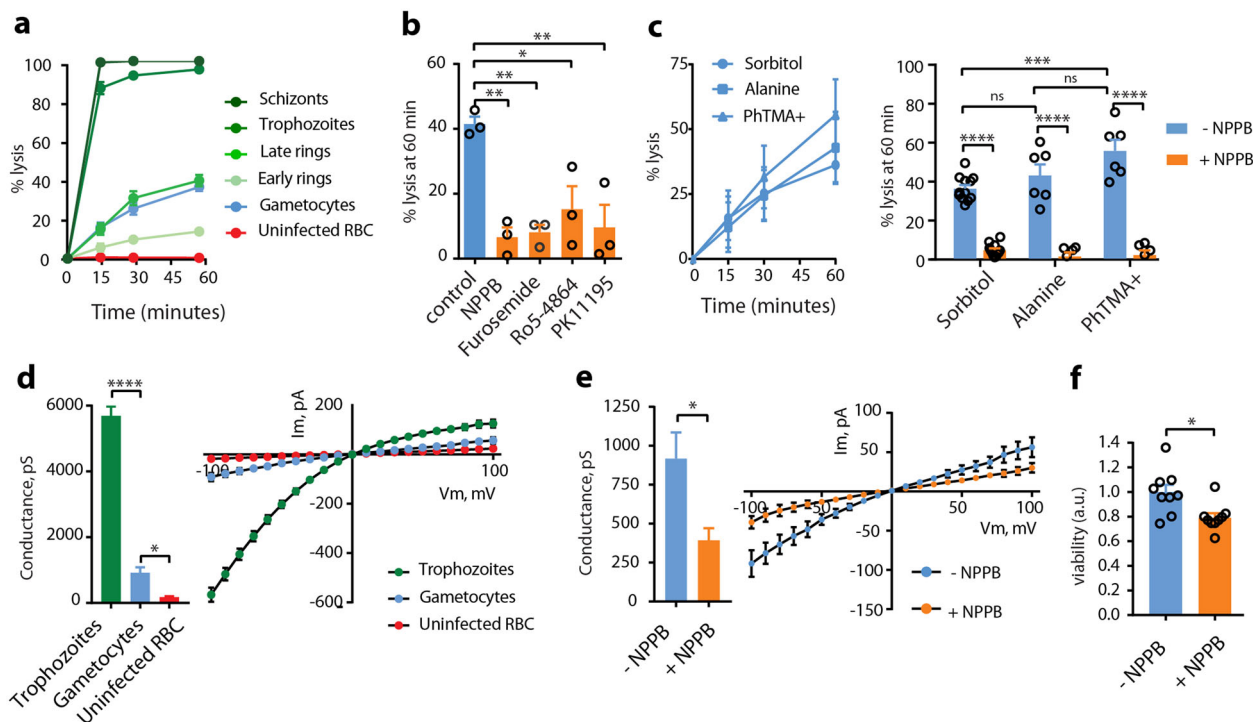 a
% lysis
100
80
60
40
20
0
0
15
30
45
60
Time (minutes)
Schizonts
Trophozoites
Late rings
Early rings
Gametocytes
Uninfected RBC
b
% lysis at 60 min
60
40
20
0
**
*
**
**
control
NPPB
Furosemide
Ro5-4864
PK11195
c
% lysis
75
50
25
0
0
15
30
45
60
Time (minutes)
Sorbitol
Alanine
PhTMA+
% lysis at 60 min
100
80
60
40
20
0
***
ns
ns
****
****
****
Sorbitol
Alanine
PhTMA+
- NPPB
+ NPPB
d
Conductance, pS
6000
4000
2000
0
****
*
Trophozoites
Gametocytes
Uninfected RBC
Im, pA
200
-100
100
Vm, mV
-200
-400
-600
Trophozoites
Gametocytes
Uninfected RBC
e
Conductance, pS
1250
1000
750
500
250
0
*
- NPPB
+ NPPB
Im, pA
100
50
-100
50
50
100
Vm, mV
-50
-100
-150
- NPPB
+ NPPB
f
viability (a.u.)
1.4
1.2
1.0
0.8
0.6
0.4
0.2
0.0
*
- NPPB
+ NPPB